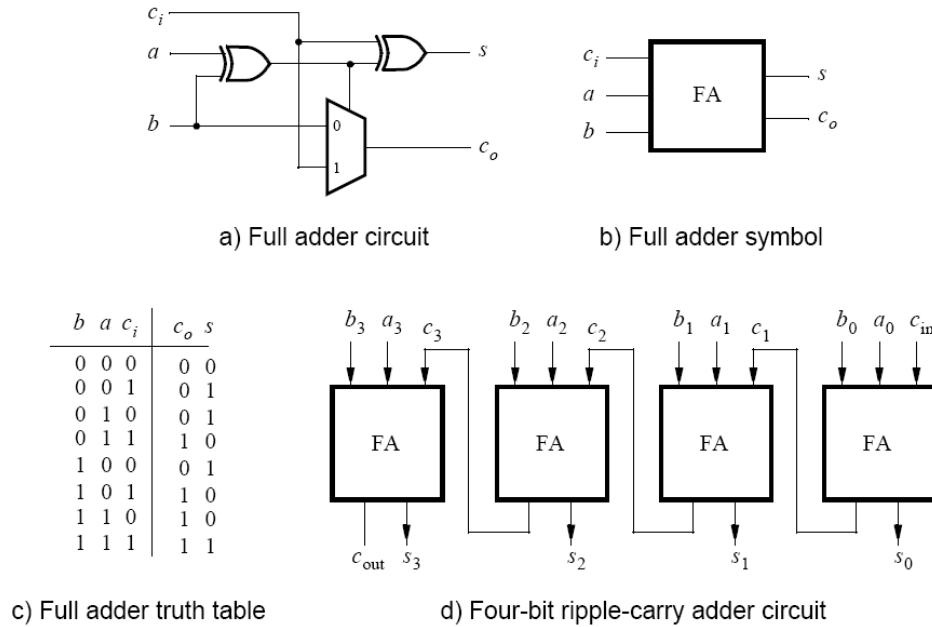 c_i
a
b
0
1
s
c_o
a) Full adder circuit
c_i
a
b
FA
s
c_o
b) Full adder symbol
b a c_i c_o s
0 0 0 0 0
0 0 1 0 1
0 1 0 0 1
0 1 1 1 0
1 0 0 0 1
1 0 1 1 0
1 1 0 1 0
1 1 1 1 1
c) Full adder truth table
b_3 a_3 c_3 b_2 a_2 c_2 b_1 a_1 c_1 b_0 a_0 c_in
FA FA FA FA
c_out s_3 s_2 s_1 s_0
d) Four-bit ripple-carry adder circuit